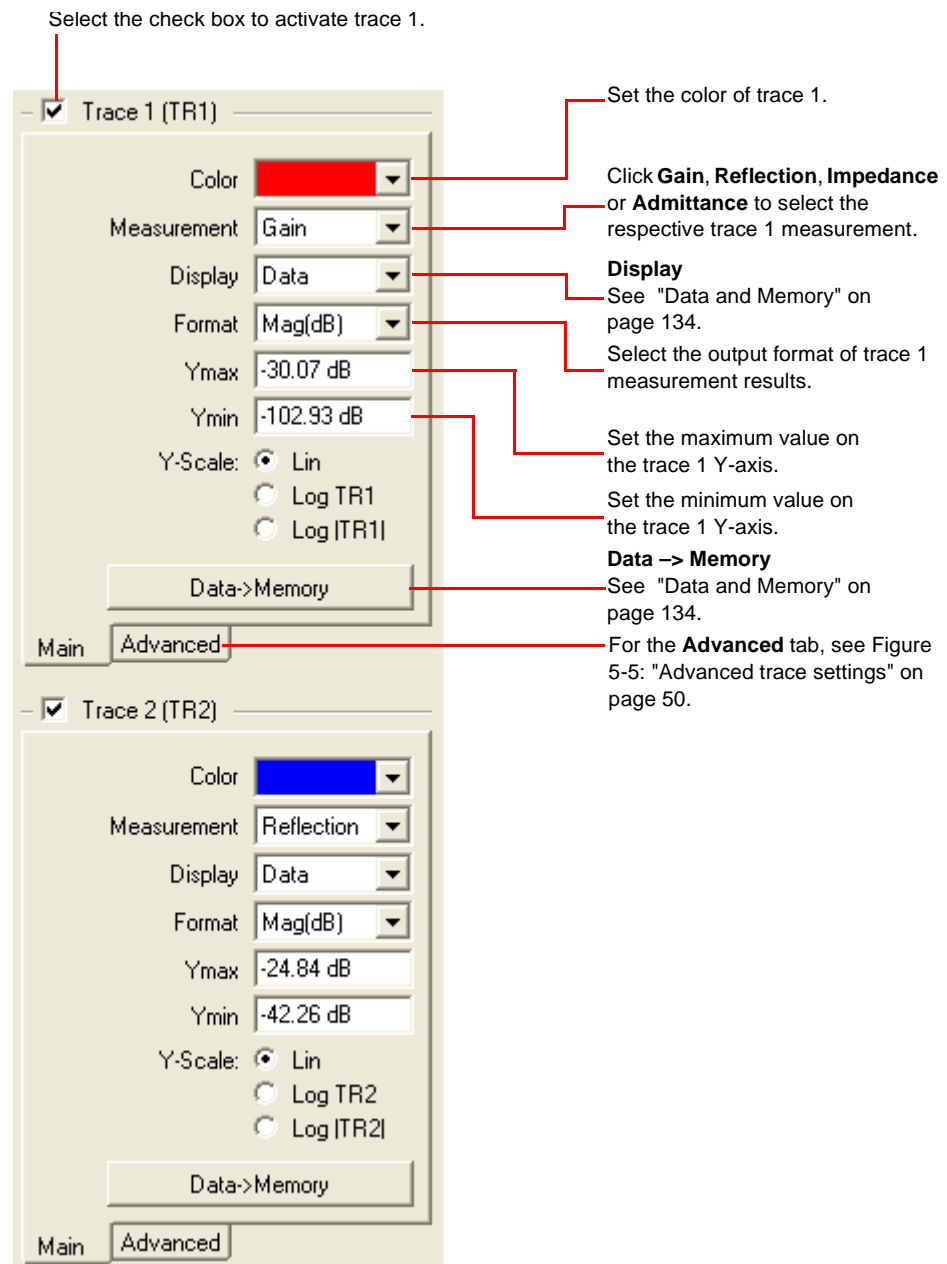 Select the check box to activate trace 1.
Trace 1 (TR1)
Color
Measurement Gain
Display Data
Format Mag(dB)
Ymax -30.07 dB
Ymin -102.93 dB
Y-Scale: Lin
Log TR1
Log |TR1|
Data->Memory
Main Advanced
Set the color of trace 1.
Click Gain, Reflection, Impedance
or Admittance to select the
respective trace 1 measurement.
Display
See "Data and Memory" on
page 134.
Select the output format of trace 1
measurement results.
Set the maximum value on
the trace 1 Y-axis.
Set the minimum value on
the trace 1 Y-axis.
Data –> Memory
See "Data and Memory" on
page 134.
For the Advanced tab, see Figure
5-5: "Advanced trace settings" on
page 50.
Trace 2 (TR2)
Color
Measurement Reflection
Display Data
Format Mag(dB)
Ymax -24.84 dB
Ymin -42.26 dB
Y-Scale: Lin
Log TR2
Log |TR2|
Data->Memory
Main Advanced